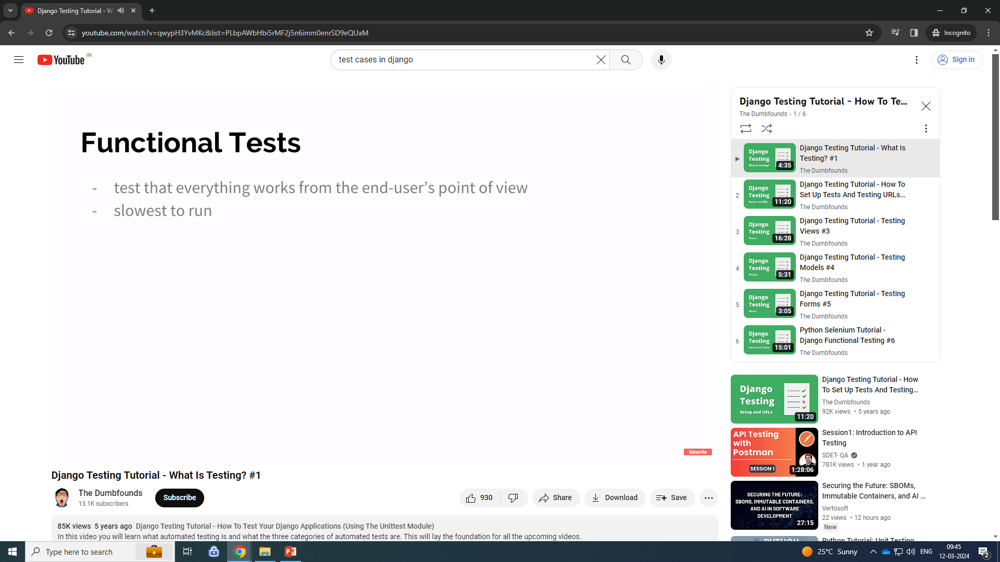 Django Testing Tutorial - W
youtube.com/watch?v=qwypH3YvMKc&list=PLbpAWbHbi5rMF2j5n6imm0enrSD9eQUaM
Incognito
YouTube IN
test cases in django
Sign in
Functional Tests
- test that everything works from the end-user’s point of view
- slowest to run
Subscribe
Django Testing Tutorial - What Is Testing? #1
The Dumbfounds
13.1K subscribers
Subscribe
930
Share
Download
Save
85K views 5 years ago Django Testing Tutorial - How To Test Your Django Applications (Using The Unittest Module)
In this video you will learn what automated testing is and what the three categories of automated tests are. This will lay the foundation for all the upcoming videos.
Django Testing Tutorial - How To Te...
The Dumbfounds - 1 / 6
Django
Testing
What is testing?
4:35
Django Testing Tutorial - What Is
Testing? #1
The Dumbfounds
2
Django
Testing
Setup and URLs
11:20
Django Testing Tutorial - How To
Set Up Tests And Testing URLs...
The Dumbfounds
3
Django
Testing
Views
16:28
Django Testing Tutorial - Testing
Views #3
The Dumbfounds
4
Django
Testing
Models
5:31
Django Testing Tutorial - Testing
Models #4
The Dumbfounds
5
Django
Testing
Forms
3:05
Django Testing Tutorial - Testing
Forms #5
The Dumbfounds
6
Django
Testing
Functional Tests
15:01
Python Selenium Tutorial -
Django Functional Testing #6
The Dumbfounds
Django
Testing
Setup and URLs
11:20
Django Testing Tutorial - How
To Set Up Tests And Testing...
The Dumbfounds
92K views • 5 years ago
API Testing
with
Postman
SESSION 1
1:28:06
Session1: Introduction to API
Testing
SDET- QA
781K views • 1 year ago
SECURING THE FUTURE:
SBOMS, IMMUTABLE CONTAINERS,
AND AI IN SOFTWARE
DEVELOPMENT
27:15
Securing the Future: SBOMs,
Immutable Containers, and AI ...
Vertosoft
22 views • 12 hours ago
New
PYTHON
Python Tutorial: Unit Testing
Type here to search
25°C Sunny
ENG
09:45
12-03-2024
2